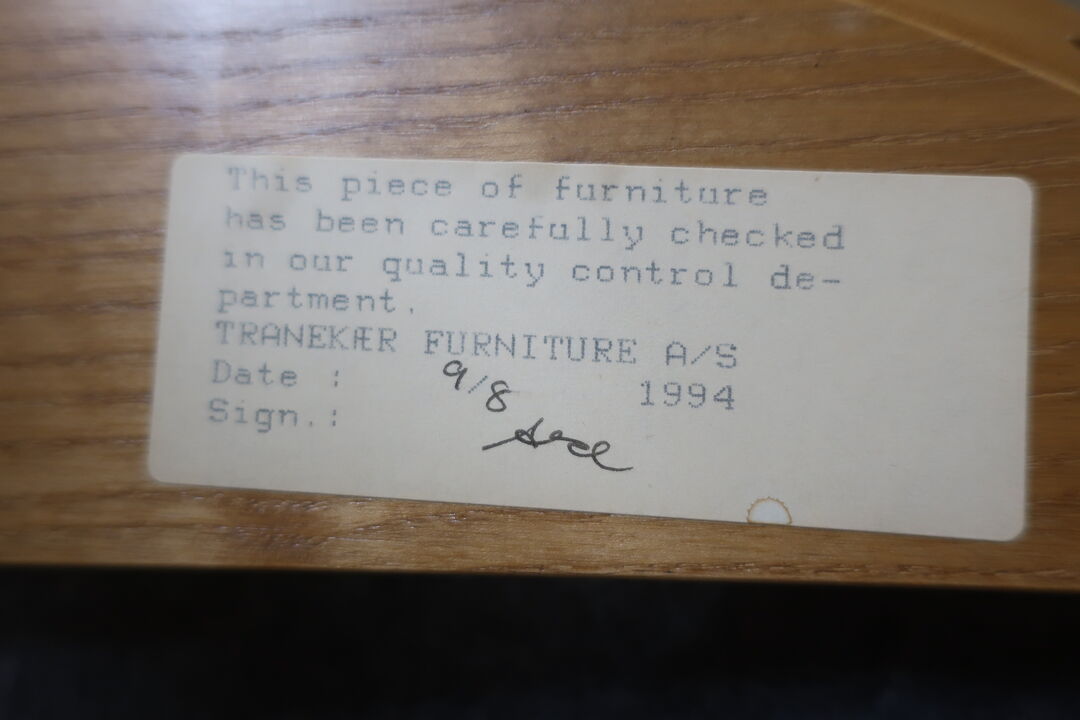 This piece of furniture
has been carefully checked
in our quality control de-
partment.
TRANEKÆR FURNITURE A/S
Date : 9/8 1994
Sign.: